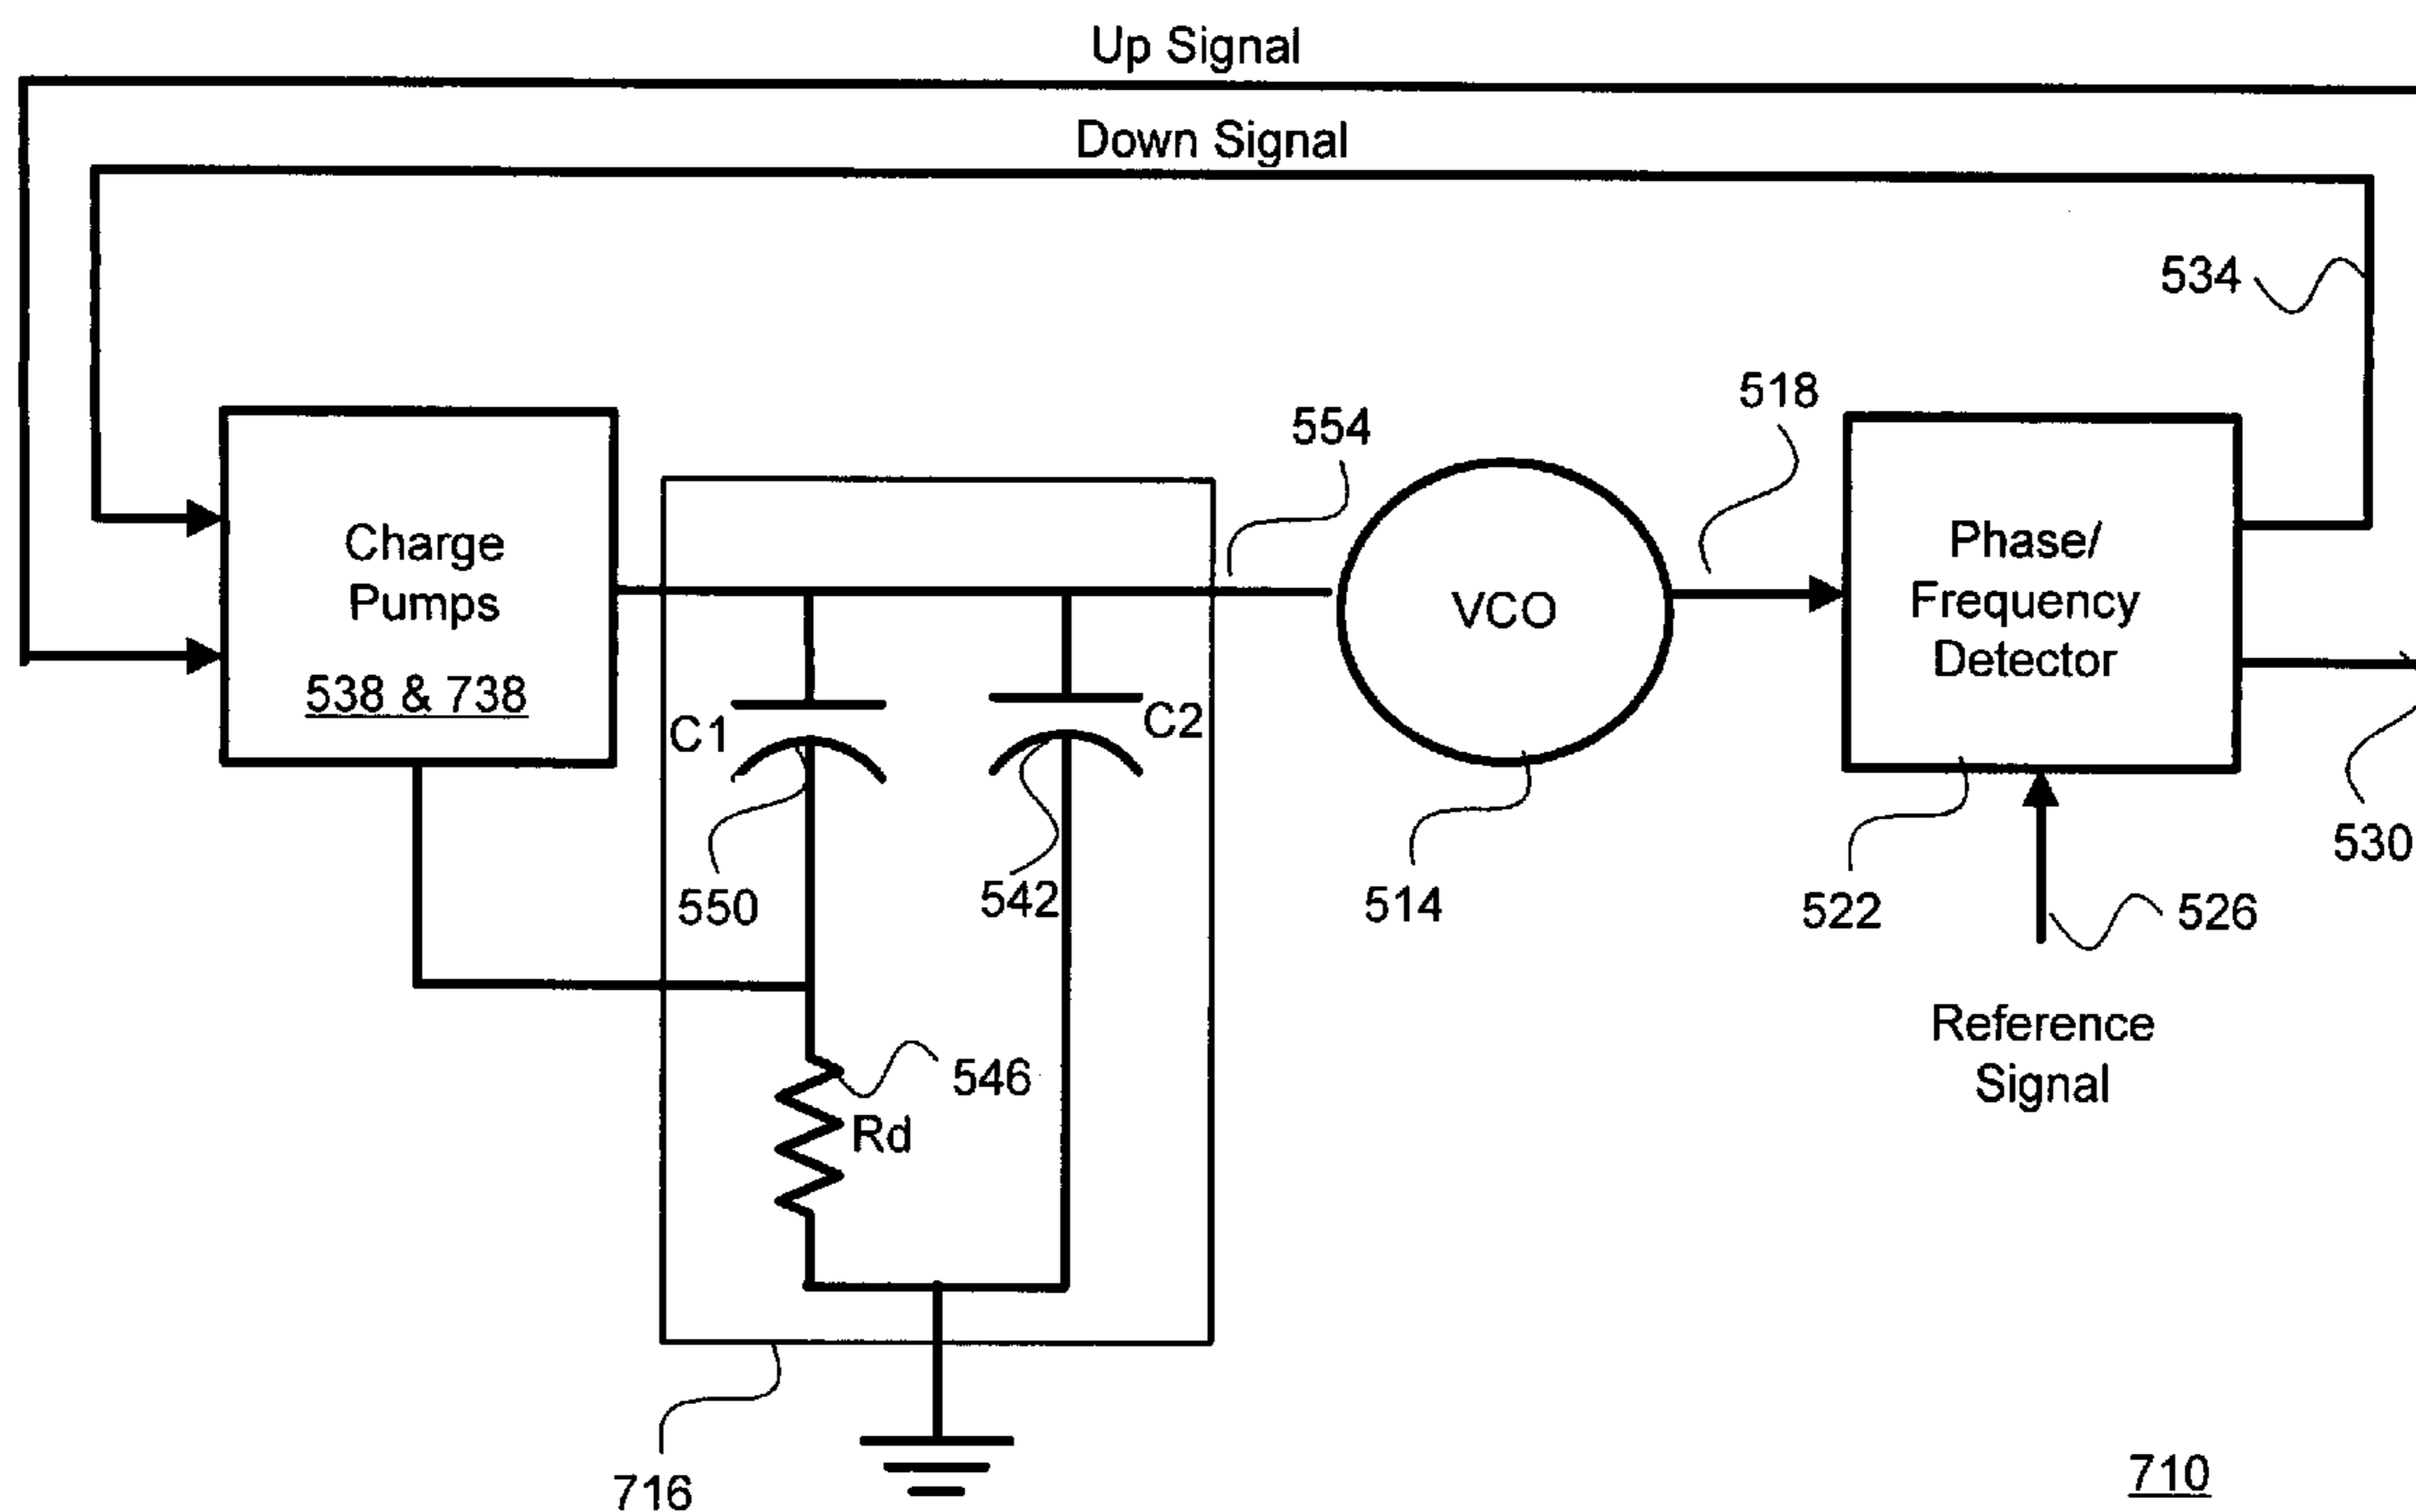 Up Signal
Down Signal
534
518
554
Charge
Pumps
538 & 738
VCO
Phase/
Frequency
Detector
C1
C2
530
550
542
514
522
526
Reference
Signal
546
Rd
716
710